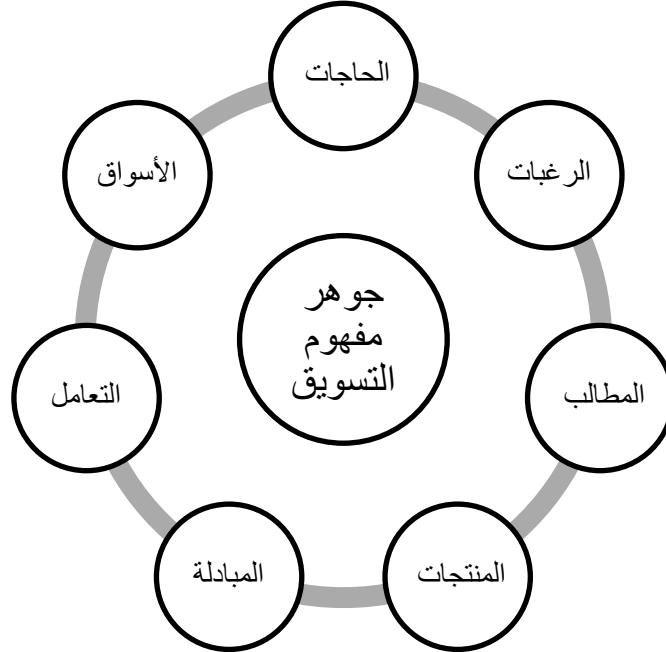 الحاجات
الرغبات
المطالب
المنتجات
المبادلة
التعامل
الأسواق
جوهر
مفهوم
التسويق